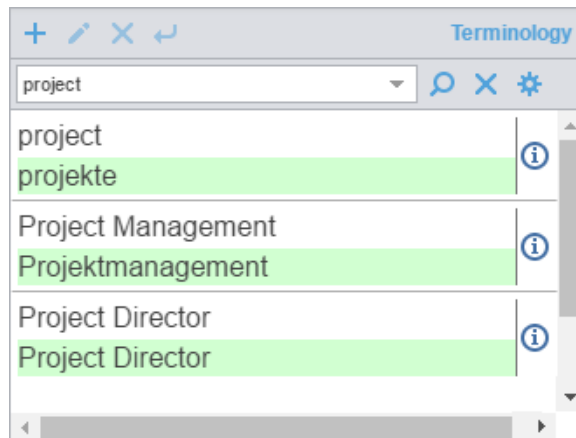 Terminology
project
project
projekte
Project Management
Projektmanagement
Project Director
Project Director